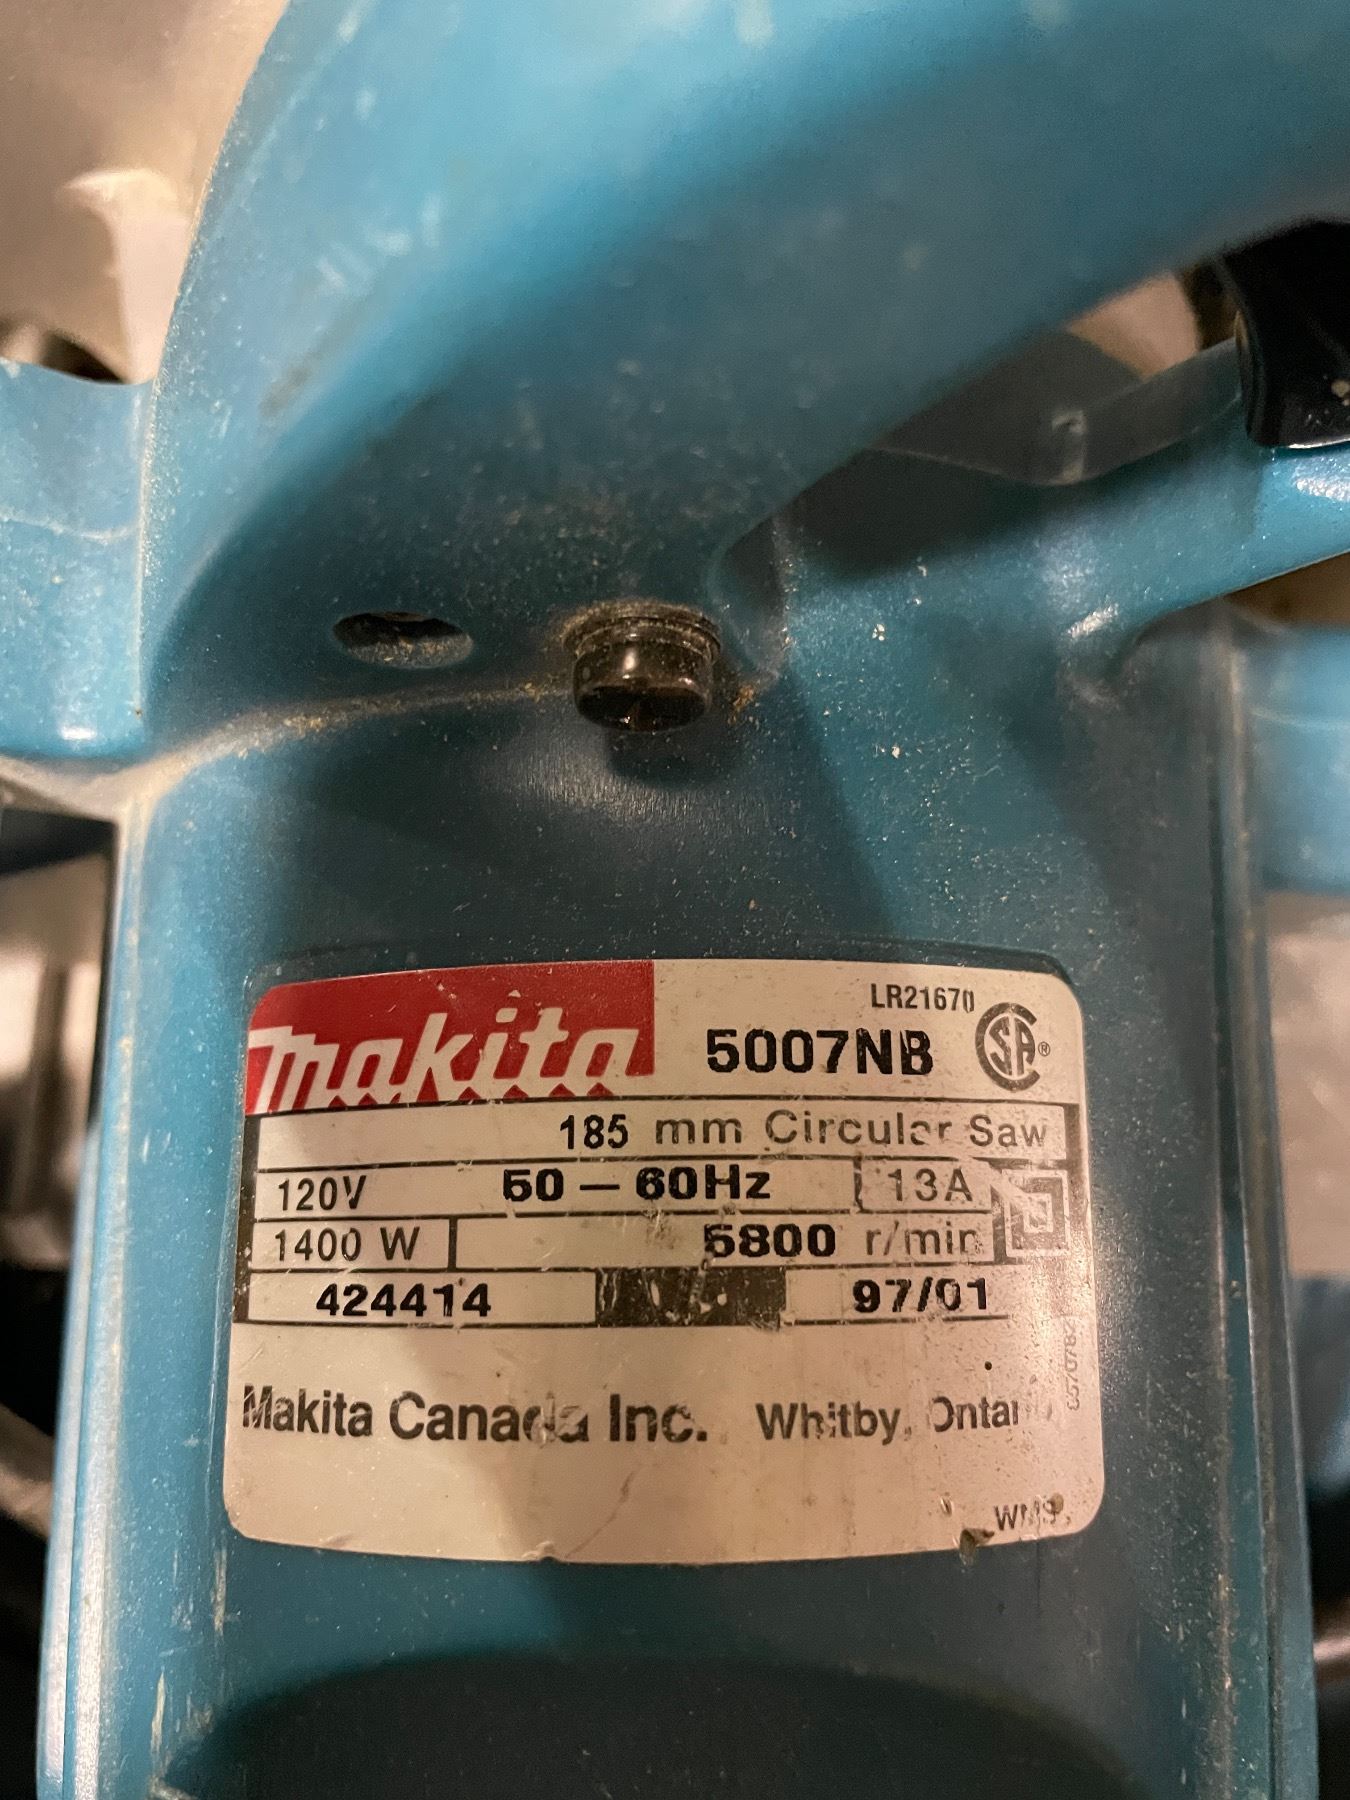 LR21670
makita 5007NB CSA®
185 mm Circular Saw
120V 50 — 60Hz 13A
1400 W 5800 r/min
424414 97/01
Makita Canada Inc. Whitby,